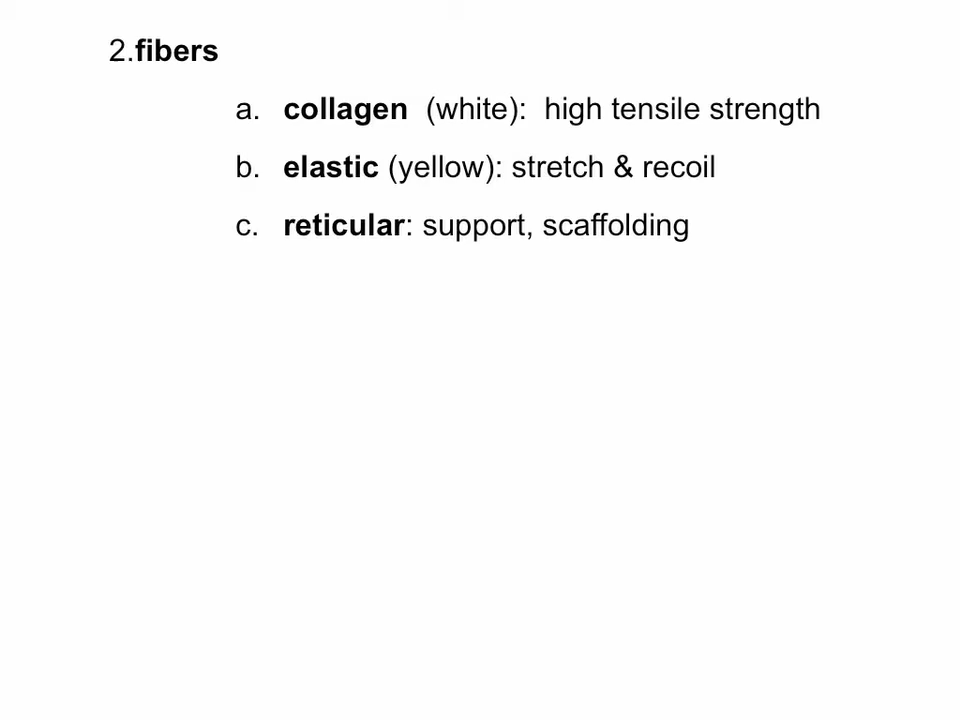 2.fibers
a. collagen (white): high tensile strength
b. elastic (yellow): stretch & recoil
c. reticular: support, scaffolding